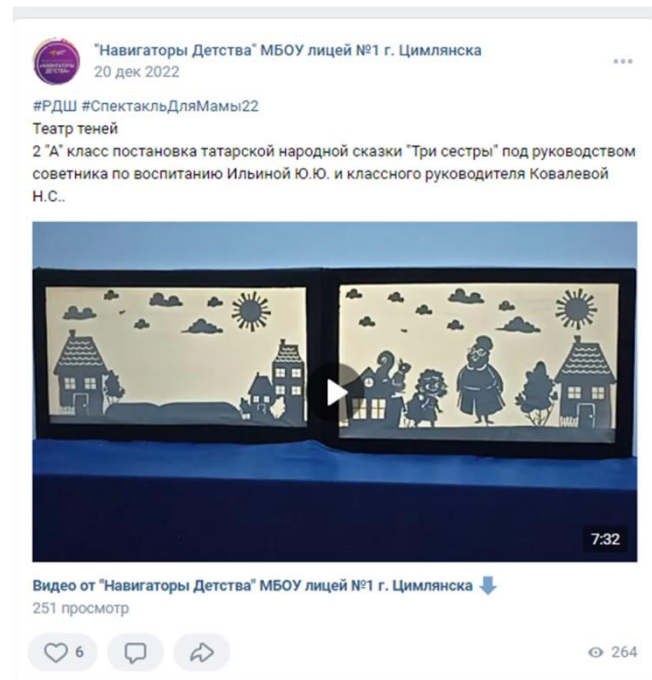 "Навигаторы Детства" МБОУ лицей №1 г. Цимлянска
20 дек 2022
#РДШ #СпектакльДляМамы22
Театр теней
2 "А" класс постановка татарской народной сказки "Три сестры" под руководством
советника по воспитанию Ильиной Ю.Ю. и классного руководителя Ковалевой
Н.С..
7:32
Видео от "Навигаторы Детства" МБОУ лицей №1 г. Цимлянска
251 просмотр
6
264